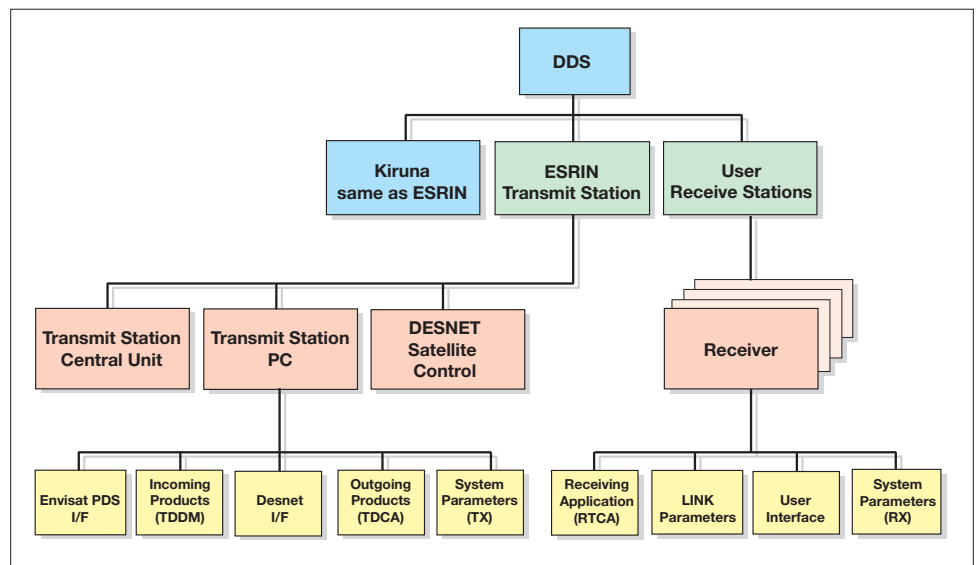 DDS
Kiruna
same as ESRIN
ESRIN
Transmit Station
User
Receive Stations
Transmit Station
Central Unit
Transmit Station
PC
DESNET
Satellite
Control
Receiver
Envisat PDS
I/F
Incoming
Products
(TDDM)
Desnet
I/F
Outgoing
Products
(TDCA)
System
Parameters
(TX)
Receiving
Application
(RTCA)
LINK
Parameters
User
Interface
System
Parameters
(RX)